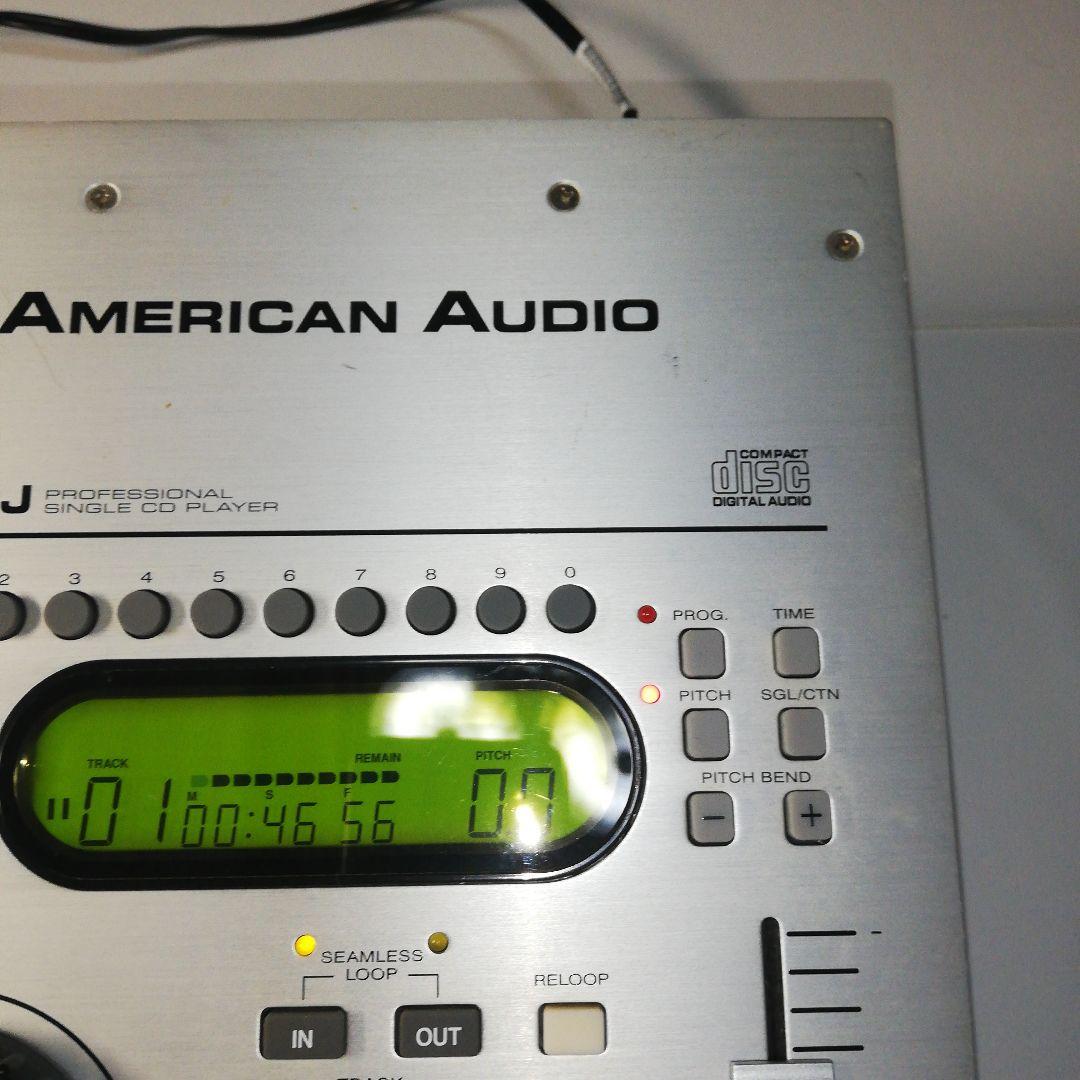 AMERICAN AUDIO
COMPACT
disc
DIGITAL AUDIO
J PROFESSIONAL
SINGLE CD PLAYER
2 3 4 5 6 7 8 9 0
PROG. TIME
PITCH SGL/CTN
PITCH BEND
- +
TRACK REMAIN PITCH
M S F
01 00:46 56 00
SEAMLESS
LOOP
RELOOP
IN OUT
-
TRACK